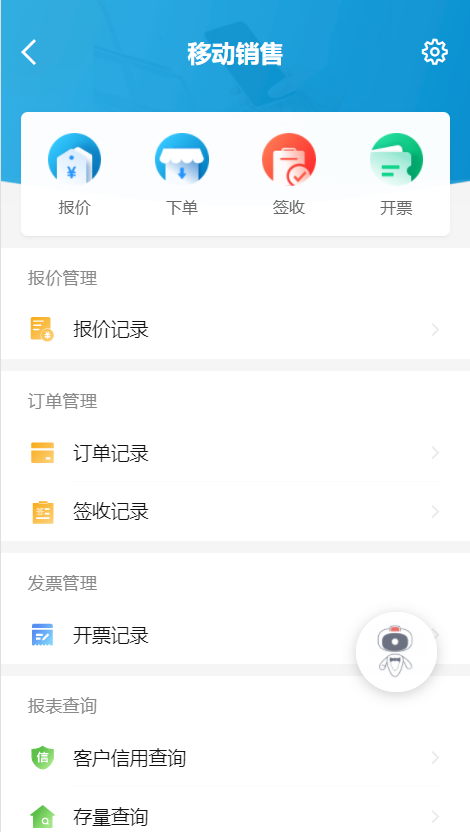 移动销售
报价 下单 签收 开票
报价管理
报价记录
订单管理
订单记录
签收记录
发票管理
开票记录
报表查询
信 客户信用查询
存量查询